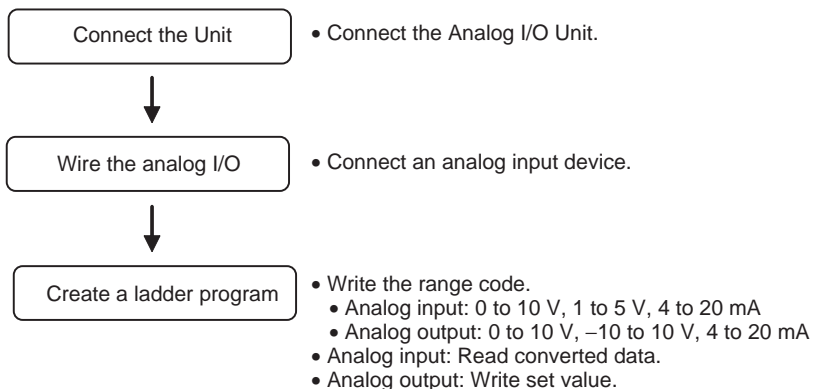 Connect the Unit
• Connect the Analog I/O Unit.
Wire the analog I/O
• Connect an analog input device.
Create a ladder program
• Write the range code.
• Analog input: 0 to 10 V, 1 to 5 V, 4 to 20 mA
• Analog output: 0 to 10 V, −10 to 10 V, 4 to 20 mA
• Analog input: Read converted data.
• Analog output: Write set value.